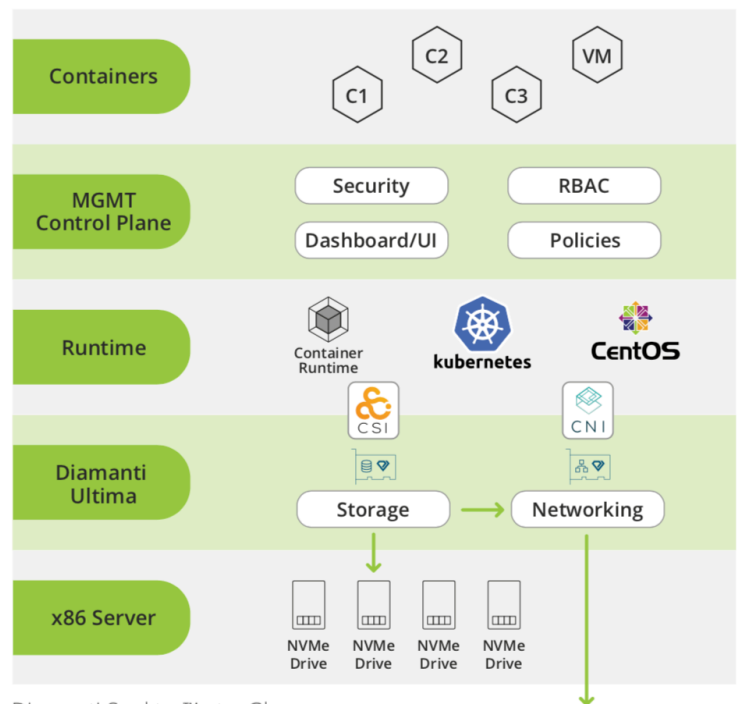 Containers
C1
C2
C3
VM
MGMT
Control Plane
Security
RBAC
Dashboard/UI
Policies
Runtime
Container
Runtime
kubernetes
CentOS
CSI
CNI
Diamanti
Ultima
Storage
Networking
x86 Server
NVMe
Drive
NVMe
Drive
NVMe
Drive
NVMe
Drive